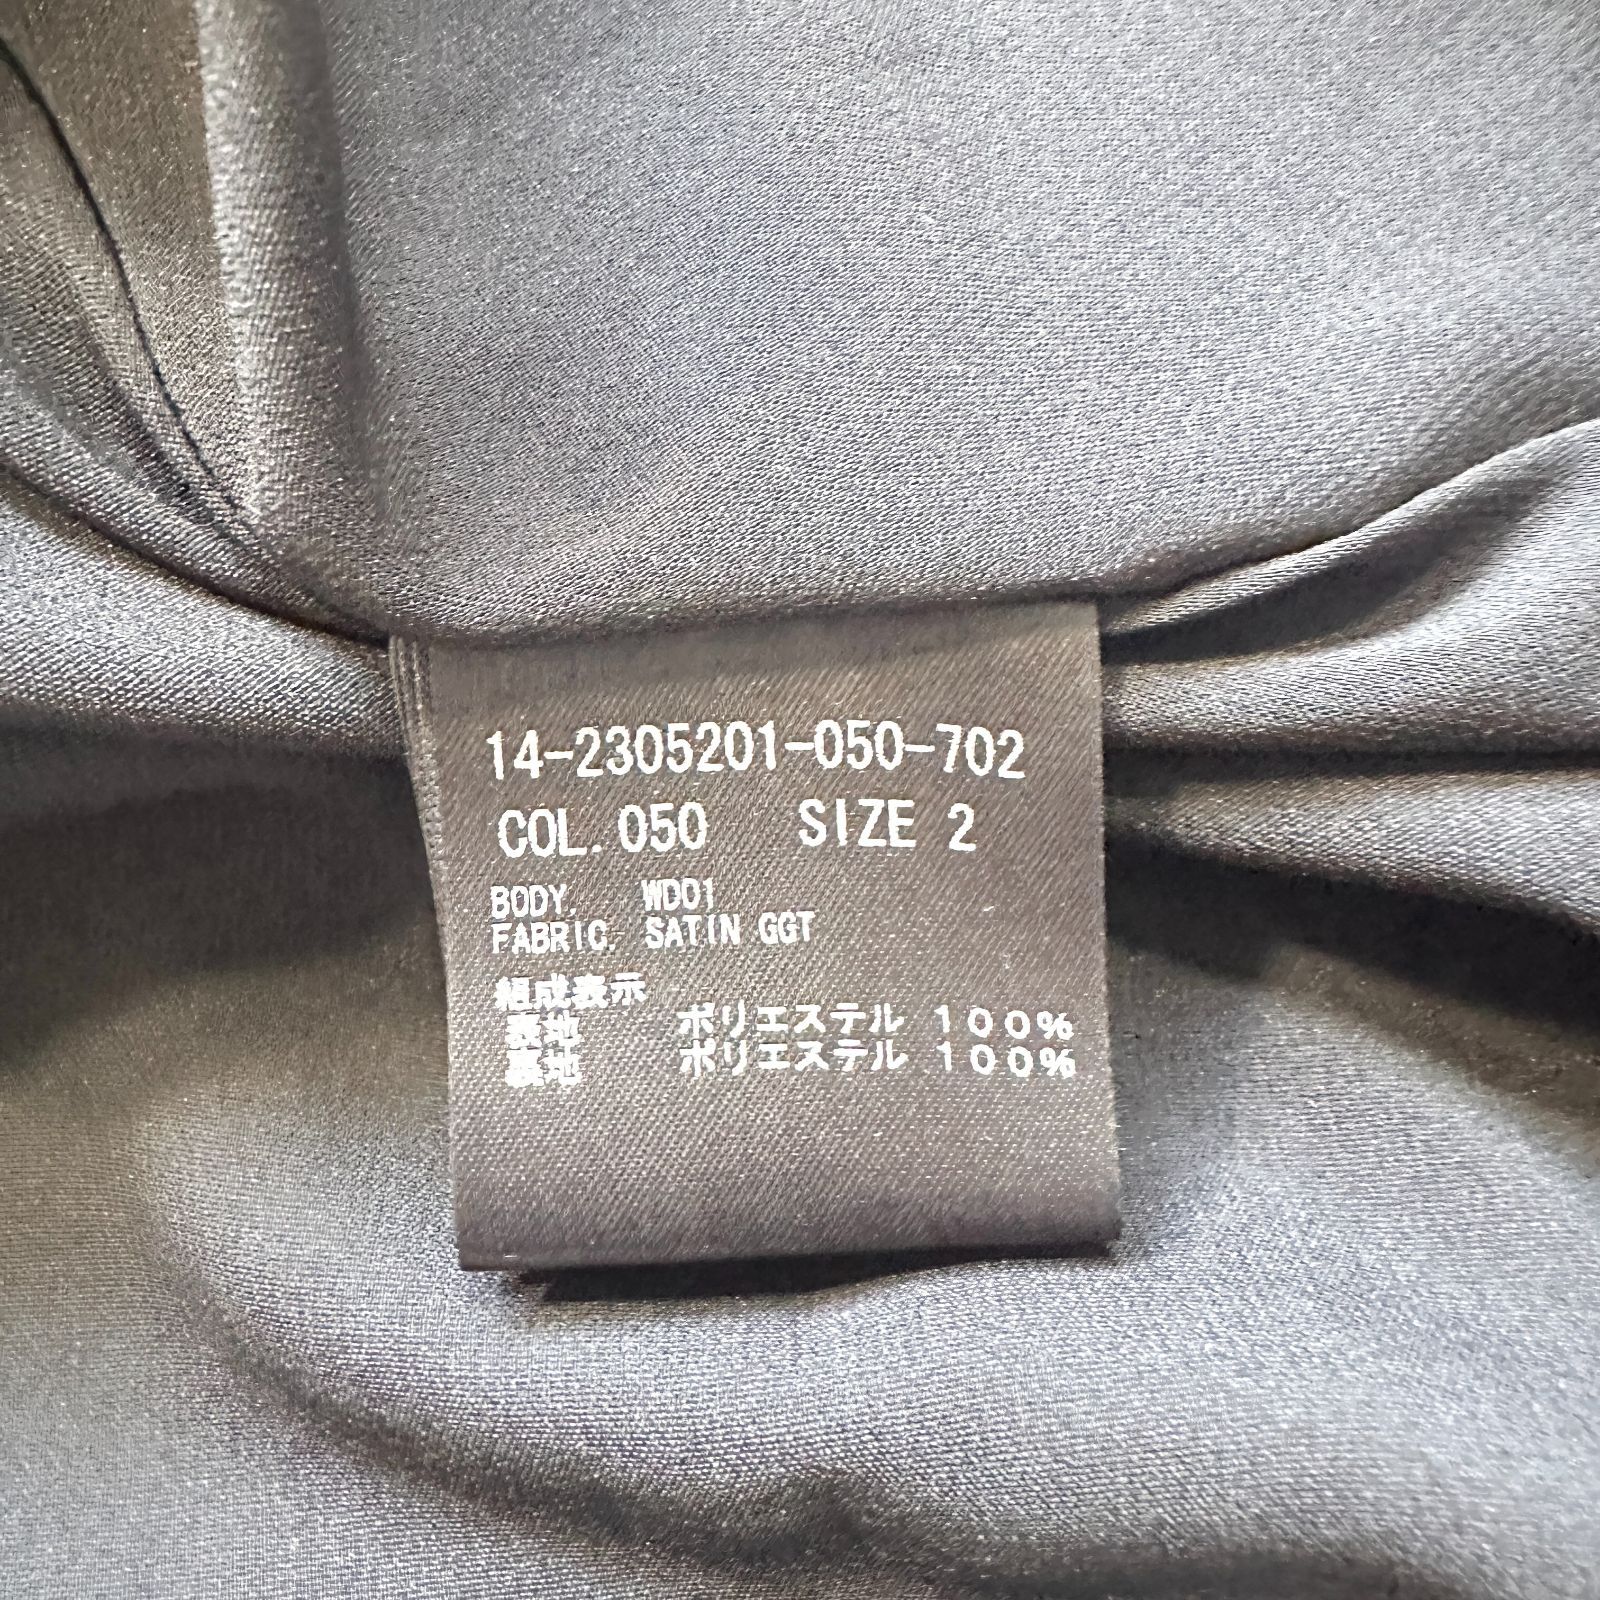 14-2305201-050-702
COL. 050 SIZE 2
BODY. WD01
FABRIC. SATIN GGT
組成表示
表地 ポリエステル 100%
裏地 ポリエステル 100%